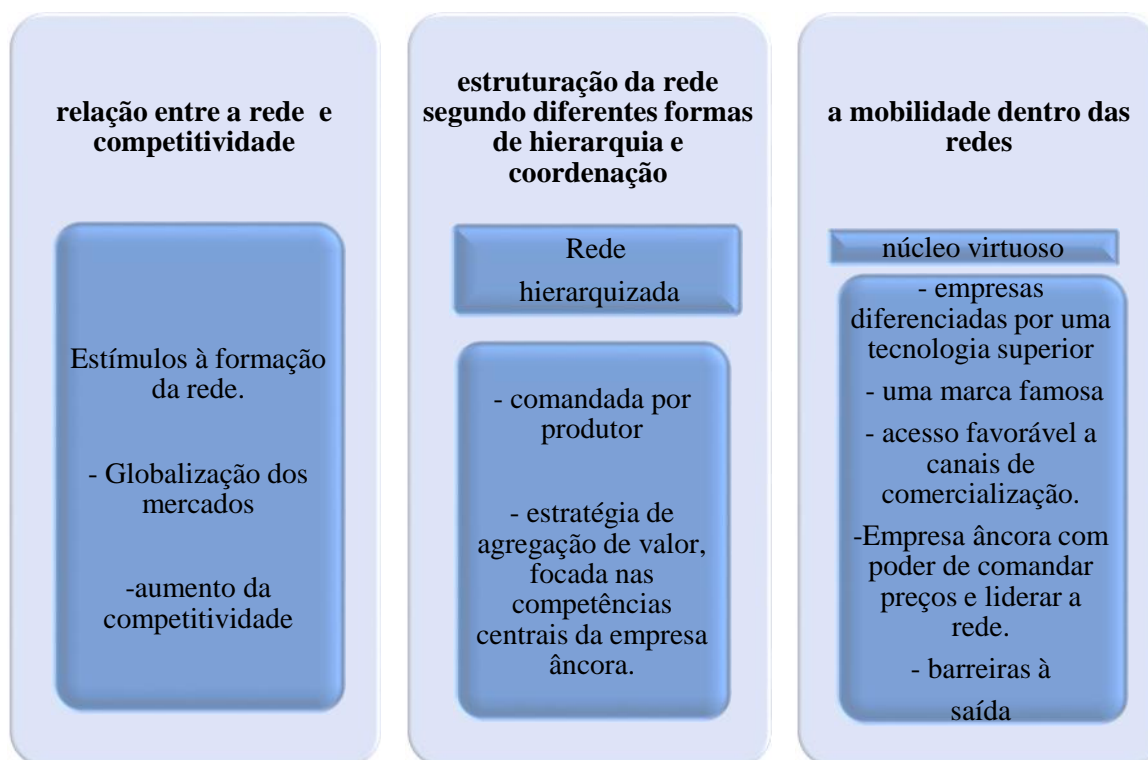 relação entre a rede e
competitividade
Estímulos à formação
da rede.
- Globalização dos
mercados
-aumento da
competitividade
estruturação da rede
segundo diferentes formas
de hierarquia e
coordenação
Rede
hierarquizada
- comandada por
produtor
- estratégia de
agregação de valor,
focada nas
competências
centrais da empresa
âncora.
a mobilidade dentro das
redes
núcleo virtuoso
- empresas
diferenciadas por uma
tecnologia superior
- uma marca famosa
- acesso favorável a
canais de
comercialização.
-Empresa âncora com
poder de comandar
preços e liderar a
rede.
- barreiras à
saída